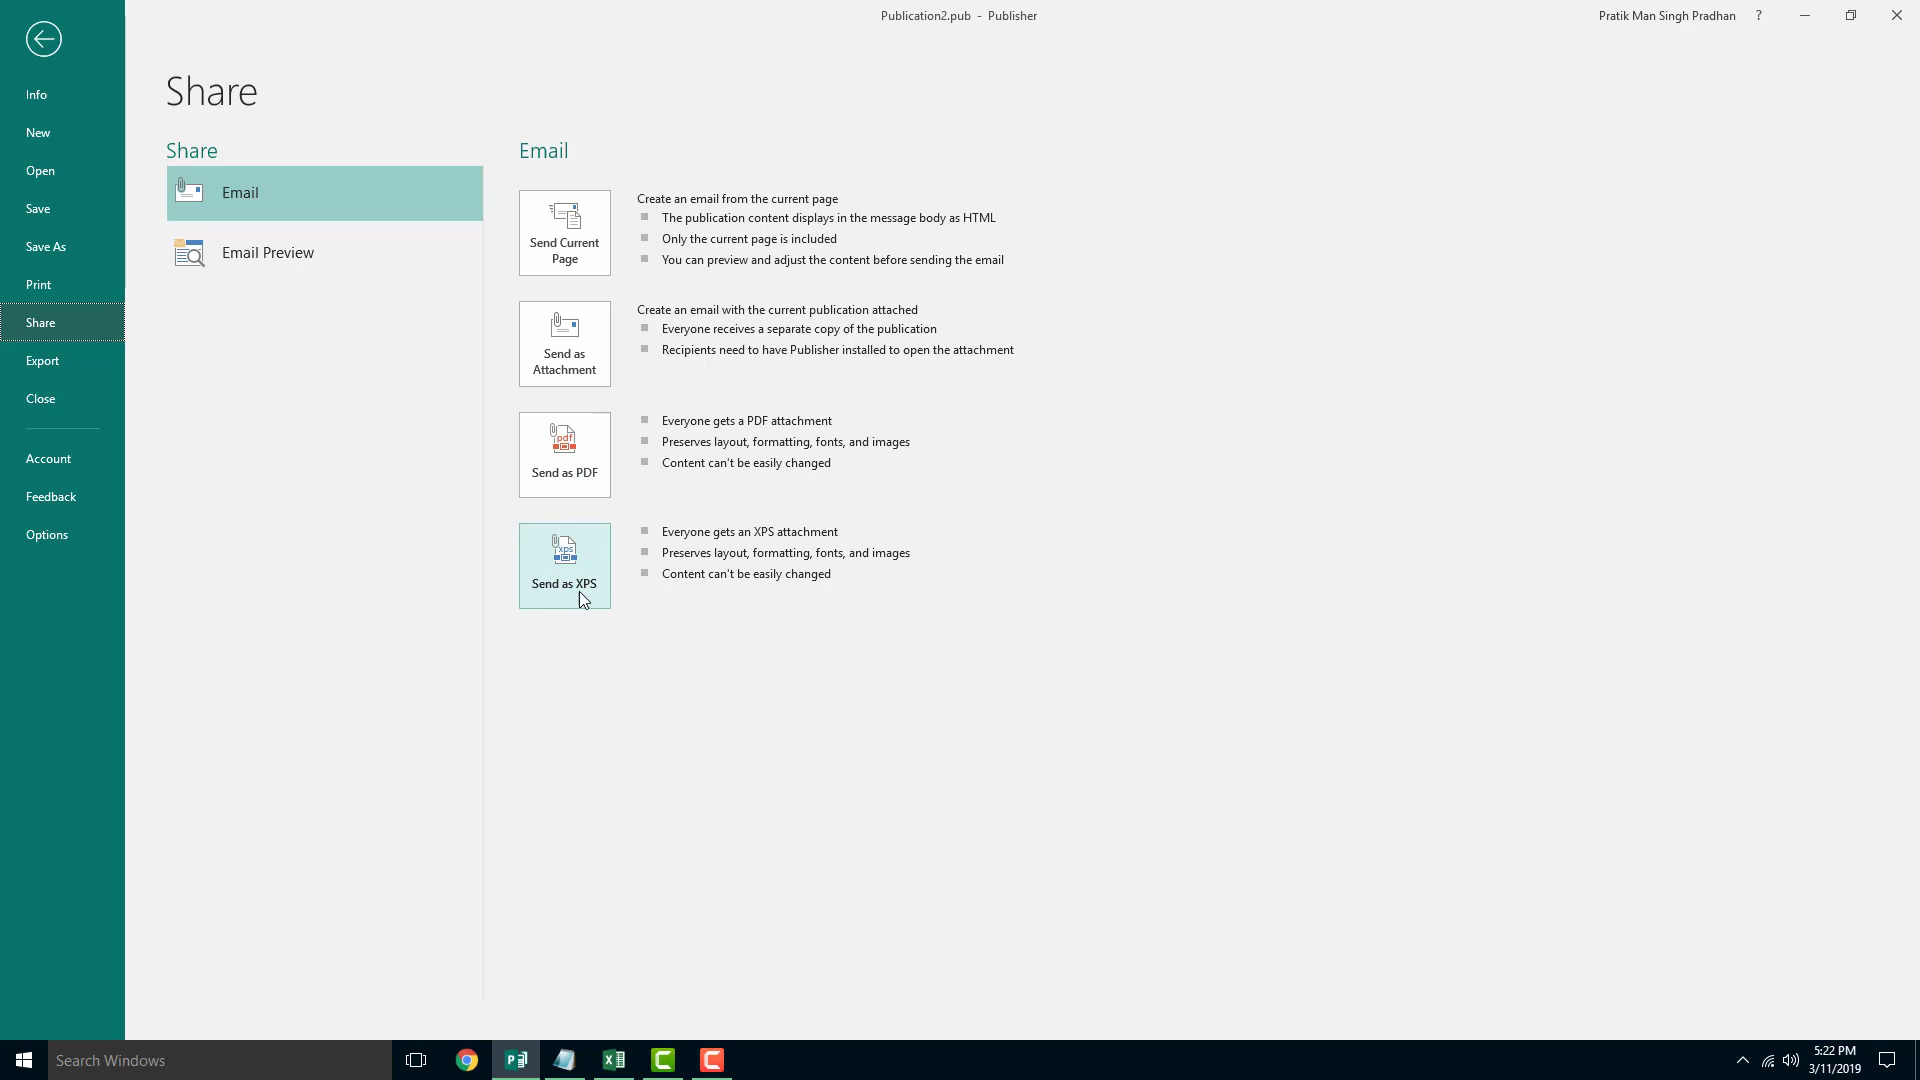 Publication2.pub - Publisher
Pratik Man Singh Pradhan
?
Info
New
Open
Save
Save As
Print
Share
Export
Close
Account
Feedback
Options
Share
Share
Email
Email Preview
Email
Send Current
Page
Create an email from the current page
The publication content displays in the message body as HTML
Only the current page is included
You can preview and adjust the content before sending the email
Send as
Attachment
Create an email with the current publication attached
Everyone receives a separate copy of the publication
Recipients need to have Publisher installed to open the attachment
pdf
Send as PDF
Everyone gets a PDF attachment
Preserves layout, formatting, fonts, and images
Content can't be easily changed
xps
Send as XPS
Everyone gets an XPS attachment
Preserves layout, formatting, fonts, and images
Content can't be easily changed
Search Windows
5:22 PM
3/11/2019